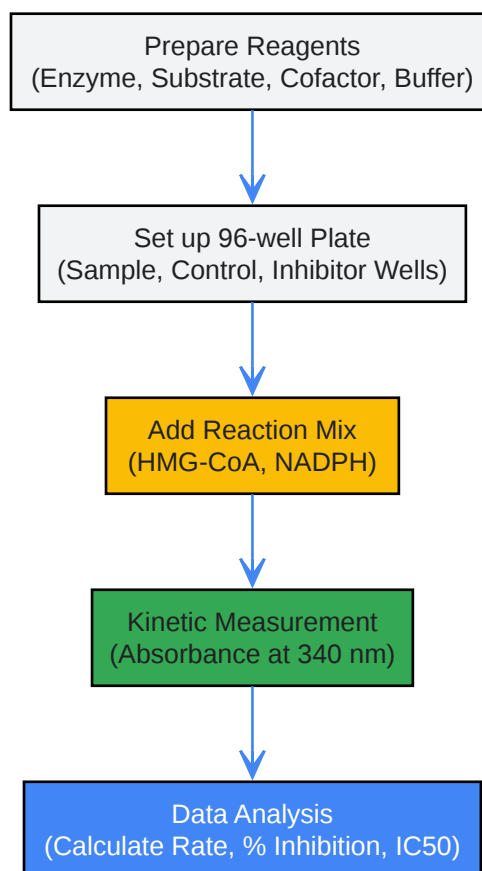 Prepare Reagents
(Enzyme, Substrate, Cofactor, Buffer)
Set up 96-well Plate
(Sample, Control, Inhibitor Wells)
Add Reaction Mix
(HMG-CoA, NADPH)
Kinetic Measurement
(Absorbance at 340 nm)
Data Analysis
(Calculate Rate, % Inhibition, IC50)